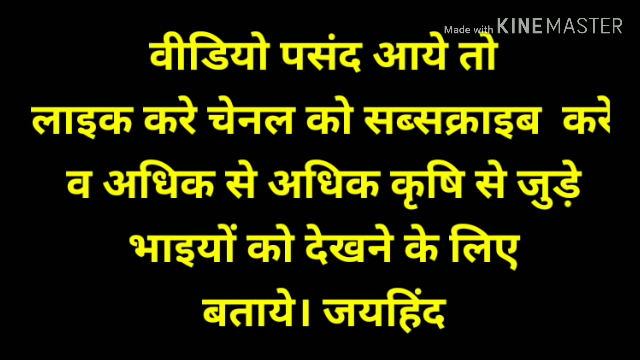 Made with KINEMASTER
वीडियो पसंद आये तो
लाइक करे चेनल को सब्सक्राइब करे
व अधिक से अधिक कृषि से जुड़े
भाइयों को देखने के लिए
बताये। जयहिंद